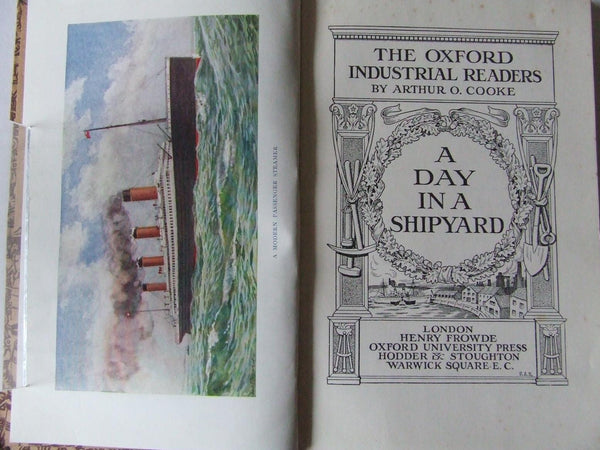 A MODERN PASSENGER STEAMER
THE OXFORD
INDUSTRIAL READERS
BY ARTHUR O. COOKE
A
DAY
IN A
SHIPYARD
LONDON
HENRY FROWDE
OXFORD UNIVERSITY PRESS
HODDER & STOUGHTON
WARWICK SQUARE E. C.